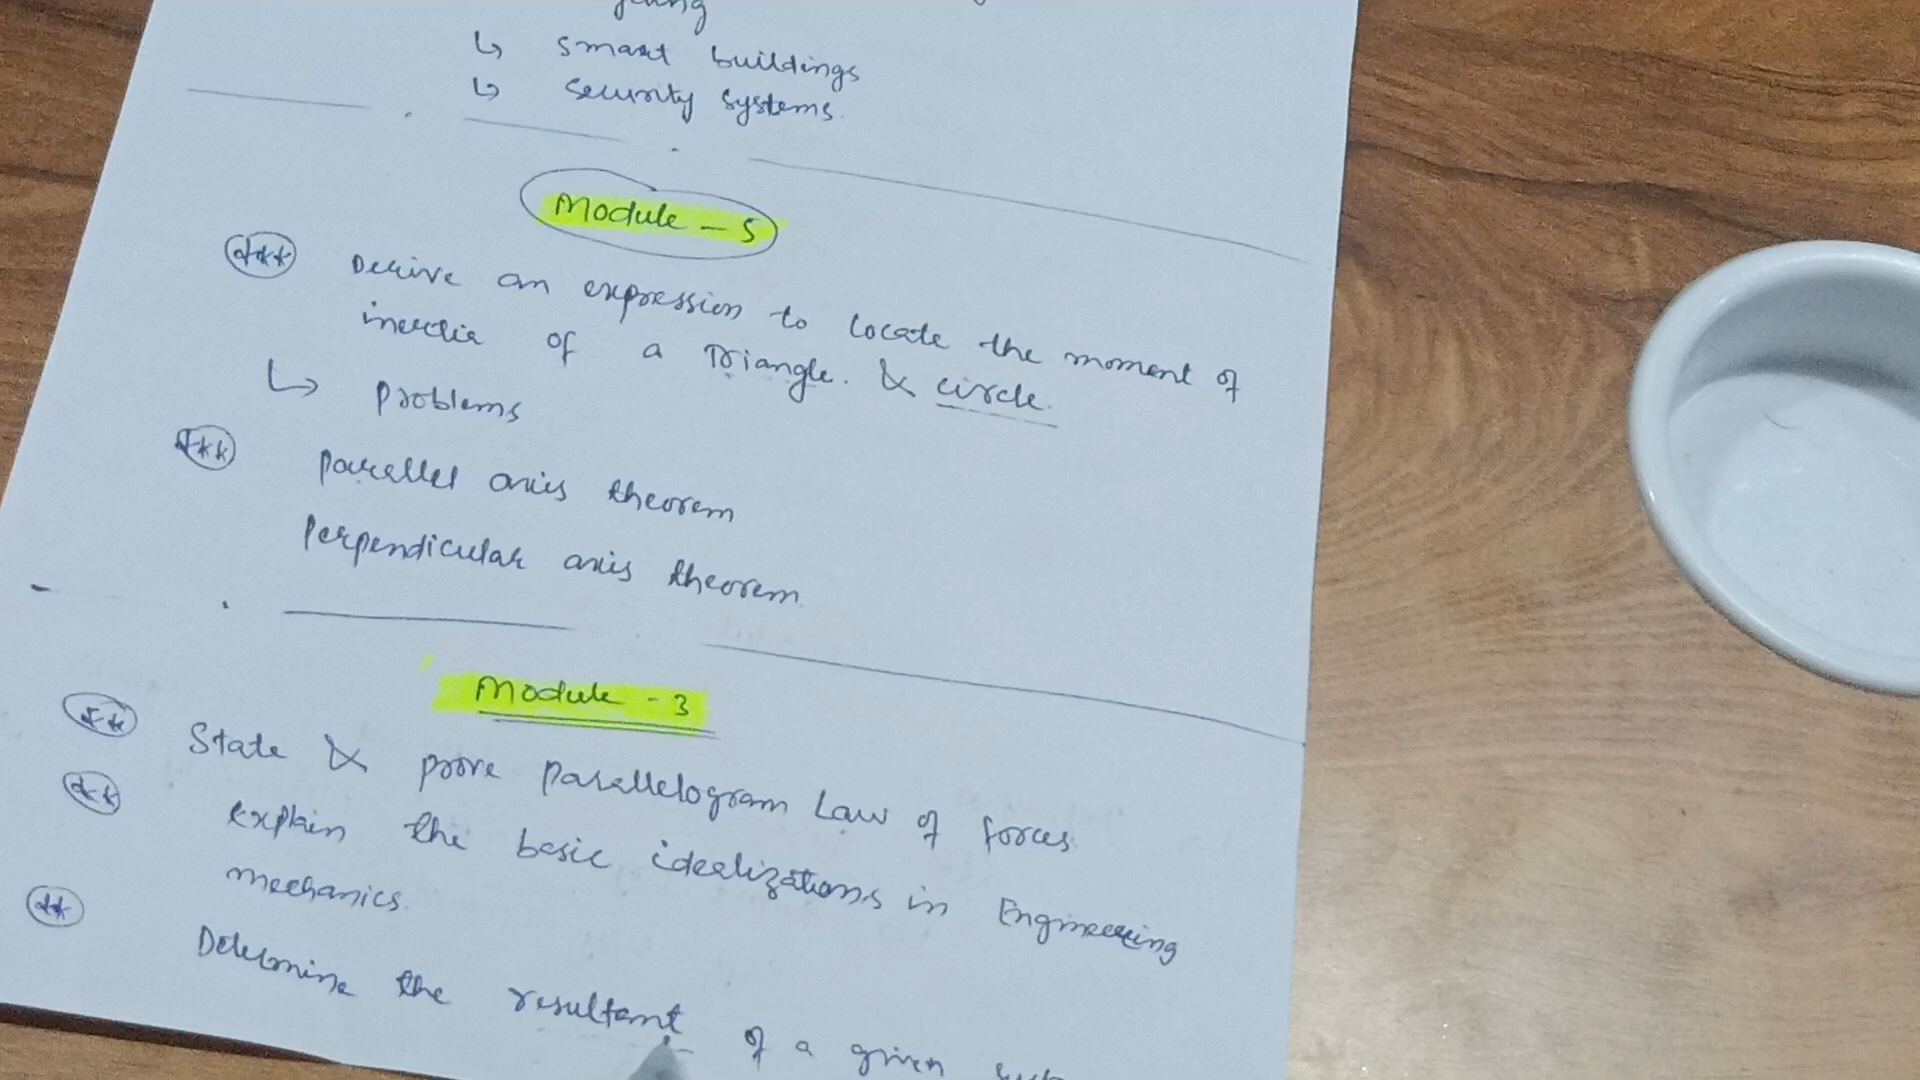 ↳ smart buildings
↳ security systems.
Module - 5
*** Derive an expression to locate the moment of
inertia of a Triangle. & circle.
↳ problems
*** parallel axis theorem
Perpendicular axis theorem.
Module - 3
** State & prove parallelogram Law of forces.
** explain the basic idealizations in Engineering
mechanics.
** Determine the resultant of a given